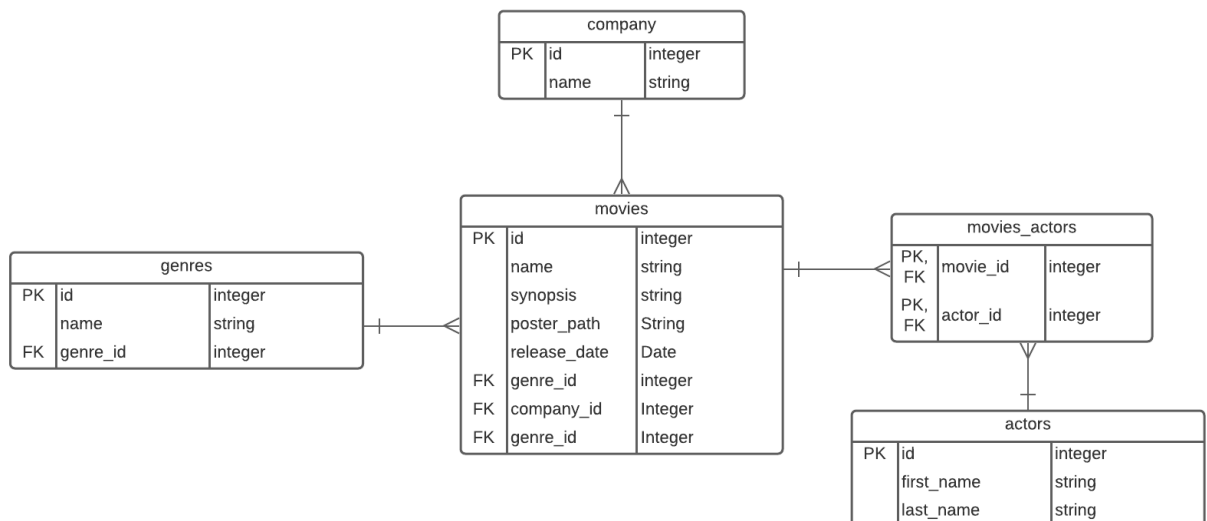 company
PK id integer
name string
movies
PK id integer
name string
synopsis string
poster_path String
release_date Date
FK genre_id integer
FK company_id Integer
FK genre_id Integer
genres
PK id integer
name string
FK genre_id integer
movies_actors
PK,
FK movie_id integer
PK,
FK actor_id integer
actors
PK id integer
first_name string
last_name string